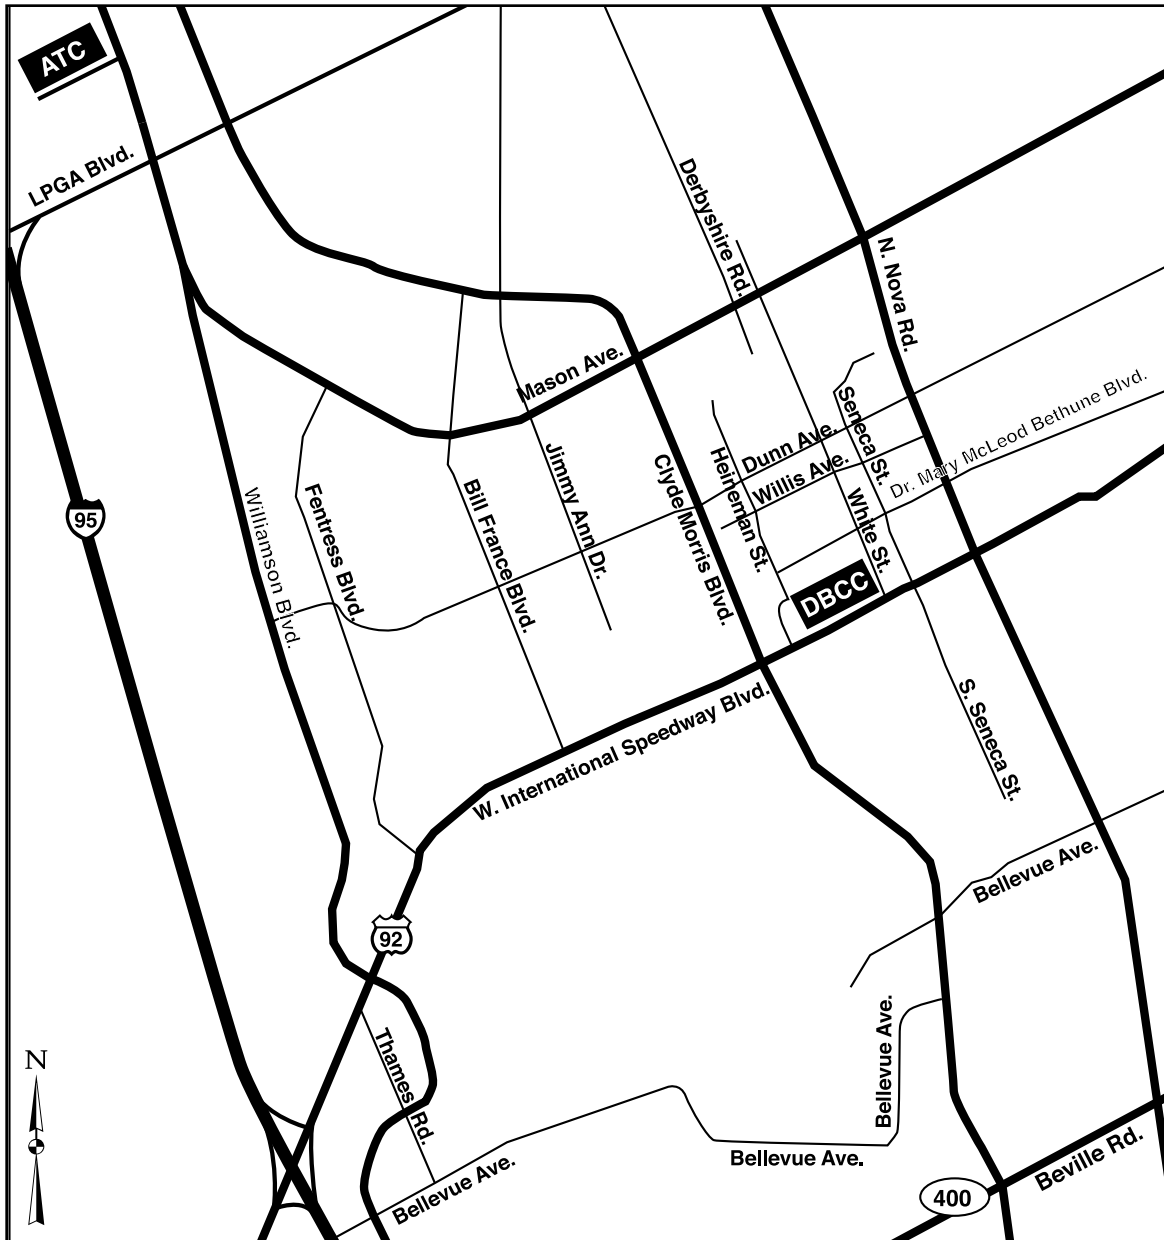 ATC
LPGA Blvd.
Derbyshire Rd.
N. Nova Rd.
Mason Ave.
Seneca St.
Dr. Mary McLeod Bethune Blvd.
Dunn Ave.
Willis Ave.
Heineman St.
Clyde Morris Blvd.
Jimmy Ann Dr.
Bill France Blvd.
Fentress Blvd.
Williamson Blvd.
95
White St.
DBCC
W. International Speedway Blvd.
S. Seneca St.
Bellevue Ave.
92
Bellevue Ave.
Thames Rd.
N
Bellevue Ave.
Bellevue Ave.
Beville Rd.
400